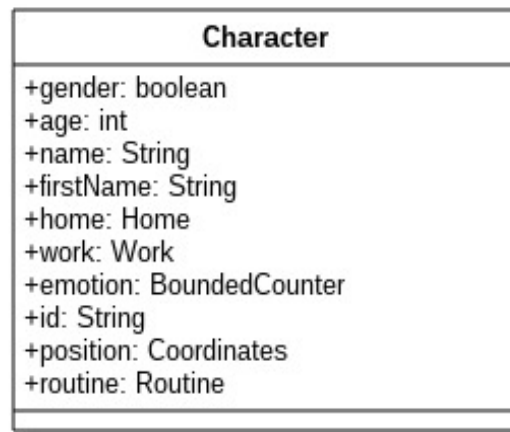 Character
+gender: boolean
+age: int
+name: String
+firstName: String
+home: Home
+work: Work
+emotion: BoundedCounter
+id: String
+position: Coordinates
+routine: Routine